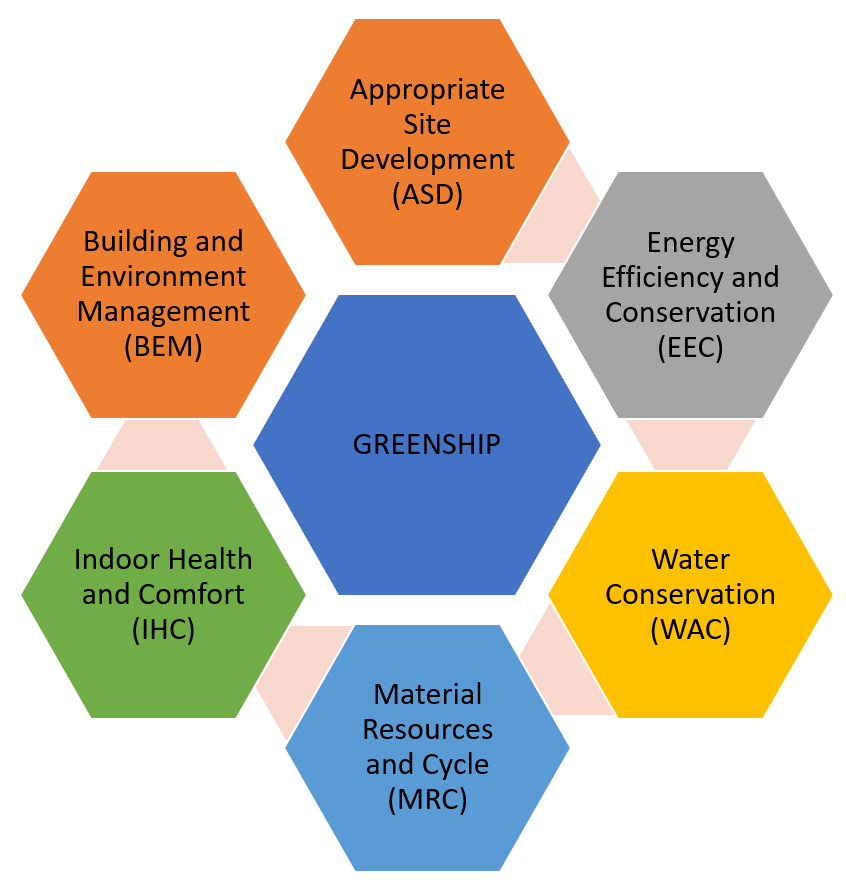 Appropriate
Site
Development
(ASD)
Energy
Efficiency and
Conservation
(EEC)
Water
Conservation
(WAC)
Material
Resources
and Cycle
(MRC)
Indoor Health
and Comfort
(IHC)
Building and
Environment
Management
(BEM)
GREENSHIP